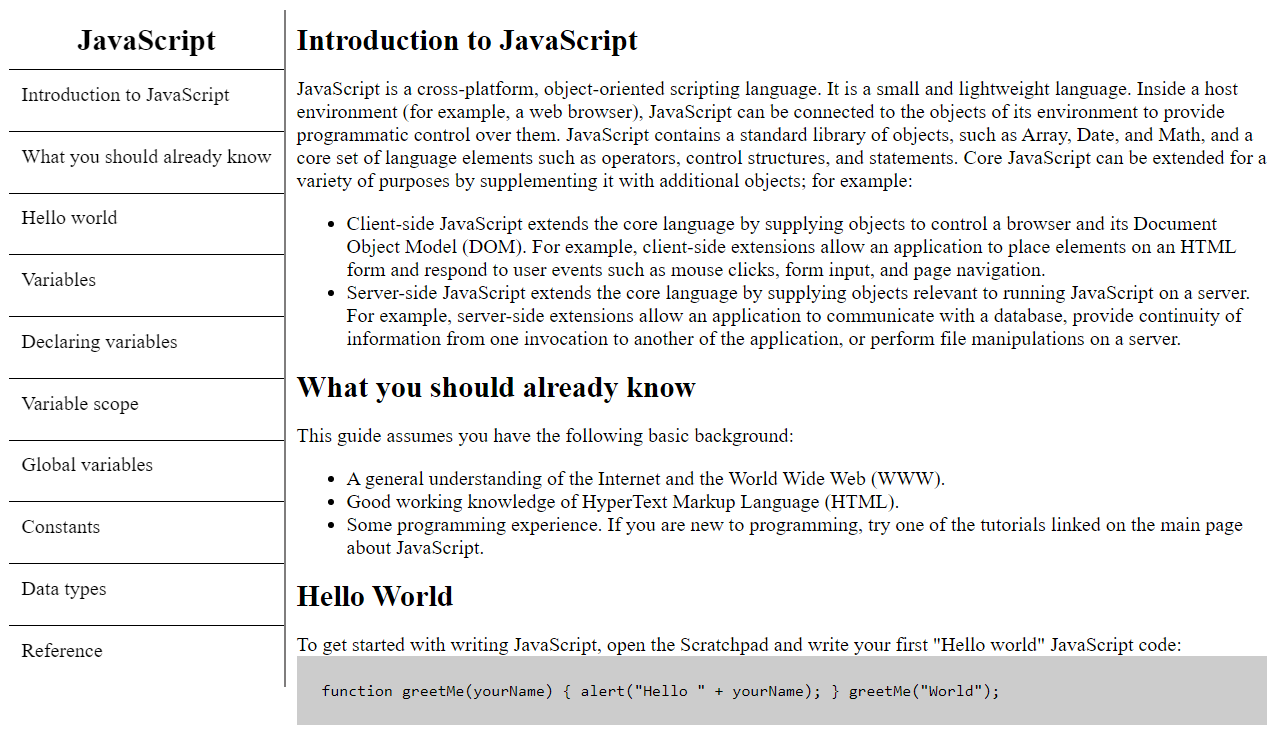 JavaScript
Introduction to JavaScript
What you should already know
Hello world
Variables
Declaring variables
Variable scope
Global variables
Constants
Data types
Reference
Introduction to JavaScript
JavaScript is a cross-platform, object-oriented scripting language. It is a small and lightweight language. Inside a host
environment (for example, a web browser), JavaScript can be connected to the objects of its environment to provide
programmatic control over them. JavaScript contains a standard library of objects, such as Array, Date, and Math, and a
core set of language elements such as operators, control structures, and statements. Core JavaScript can be extended for a
variety of purposes by supplementing it with additional objects; for example:
• Client-side JavaScript extends the core language by supplying objects to control a browser and its Document
Object Model (DOM). For example, client-side extensions allow an application to place elements on an HTML
form and respond to user events such as mouse clicks, form input, and page navigation.
• Server-side JavaScript extends the core language by supplying objects relevant to running JavaScript on a server.
For example, server-side extensions allow an application to communicate with a database, provide continuity of
information from one invocation to another of the application, or perform file manipulations on a server.
What you should already know
This guide assumes you have the following basic background:
• A general understanding of the Internet and the World Wide Web (WWW).
• Good working knowledge of HyperText Markup Language (HTML).
• Some programming experience. If you are new to programming, try one of the tutorials linked on the main page
about JavaScript.
Hello World
To get started with writing JavaScript, open the Scratchpad and write your first "Hello world" JavaScript code:
function greetMe(yourName) { alert("Hello " + yourName); } greetMe("World");